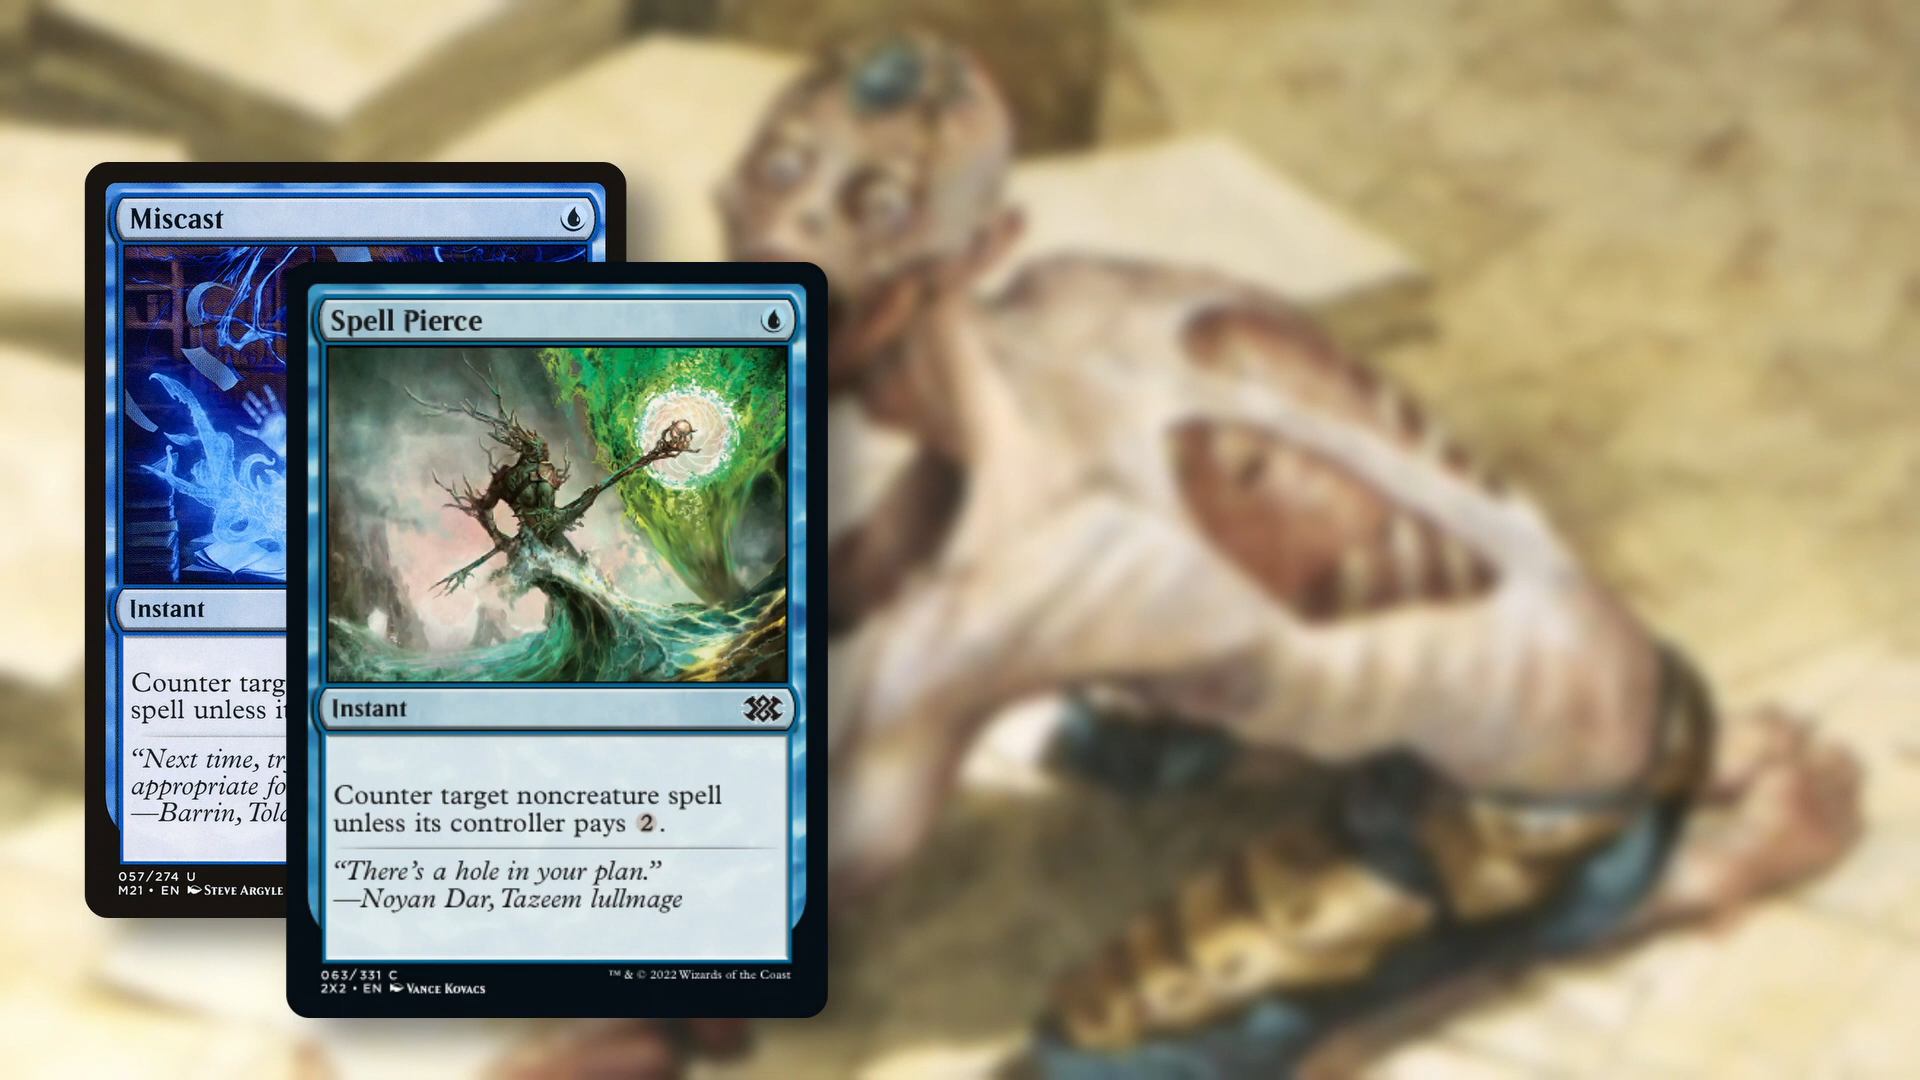 Miscast
Instant
Counter targ
spell unless it
“Next time, tr
appropriate fo
—Barrin, Tola
057/274 U
M21 • EN STEVE ARGYLE
Spell Pierce
Instant
Counter target noncreature spell
unless its controller pays 2.
“There’s a hole in your plan.”
—Noyan Dar, Tazeem lullmage
063/331 C
™ & © 2022 Wizards of the Coast
2X2 • EN VANCE KOVACS